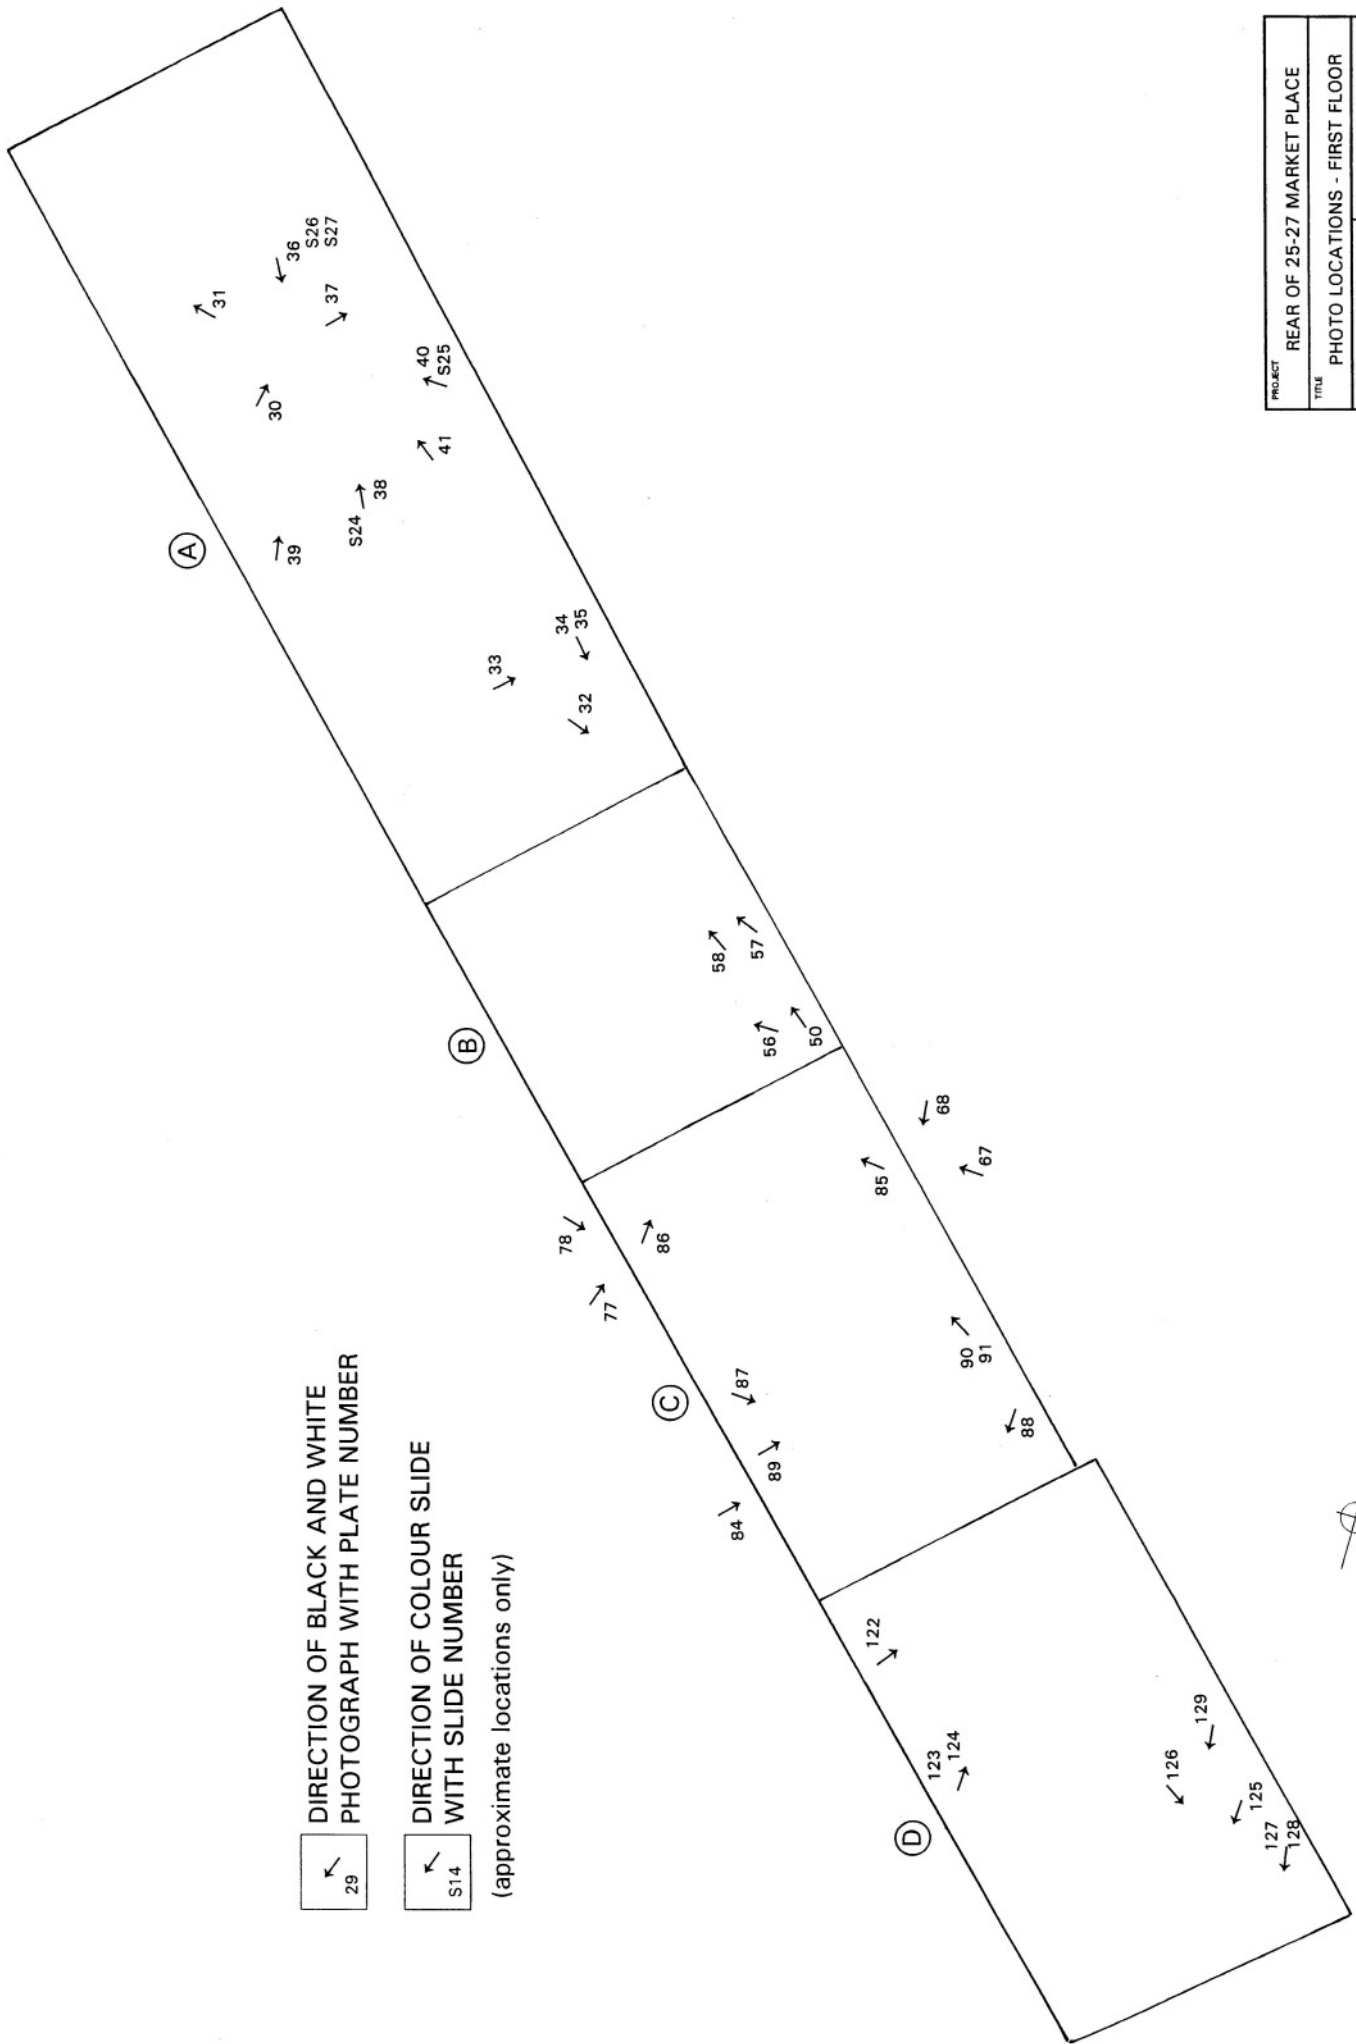 29
DIRECTION OF BLACK AND WHITE
PHOTOGRAPH WITH PLATE NUMBER
S14
DIRECTION OF COLOUR SLIDE
WITH SLIDE NUMBER
(approximate locations only)
A
31
36
S26
S27
37
30
40
S25
41
S24
38
39
33
34
35
32
B
58
57
56
50
C
78
77
86
85
68
67
87
89
84
90
91
88
D
122
123
124
129
126
125
127
128
PROJECT
REAR OF 25-27 MARKET PLACE
TITLE
PHOTO LOCATIONS - FIRST FLOOR